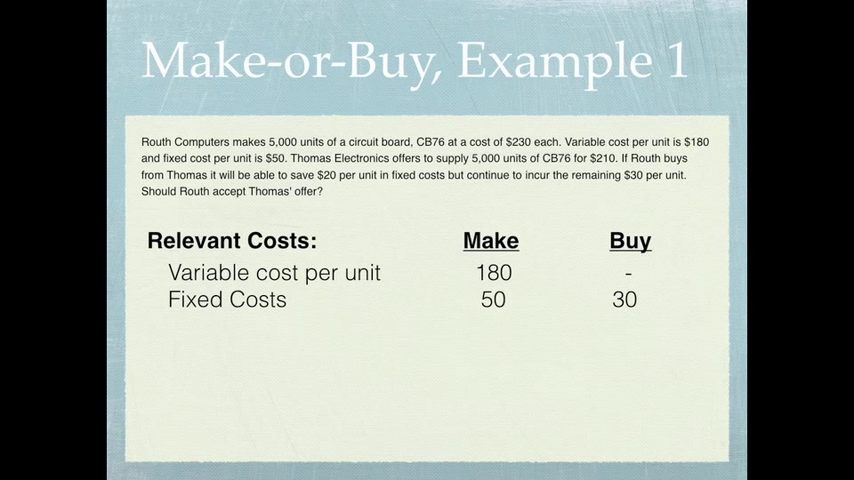 Make-or-Buy, Example 1
Routh Computers makes 5,000 units of a circuit board, CB76 at a cost of $230 each. Variable cost per unit is $180
and fixed cost per unit is $50. Thomas Electronics offers to supply 5,000 units of CB76 for $210. If Routh buys
from Thomas it will be able to save $20 per unit in fixed costs but continue to incur the remaining $30 per unit.
Should Routh accept Thomas' offer?
Relevant Costs: Make Buy
Variable cost per unit 180 -
Fixed Costs 50 30